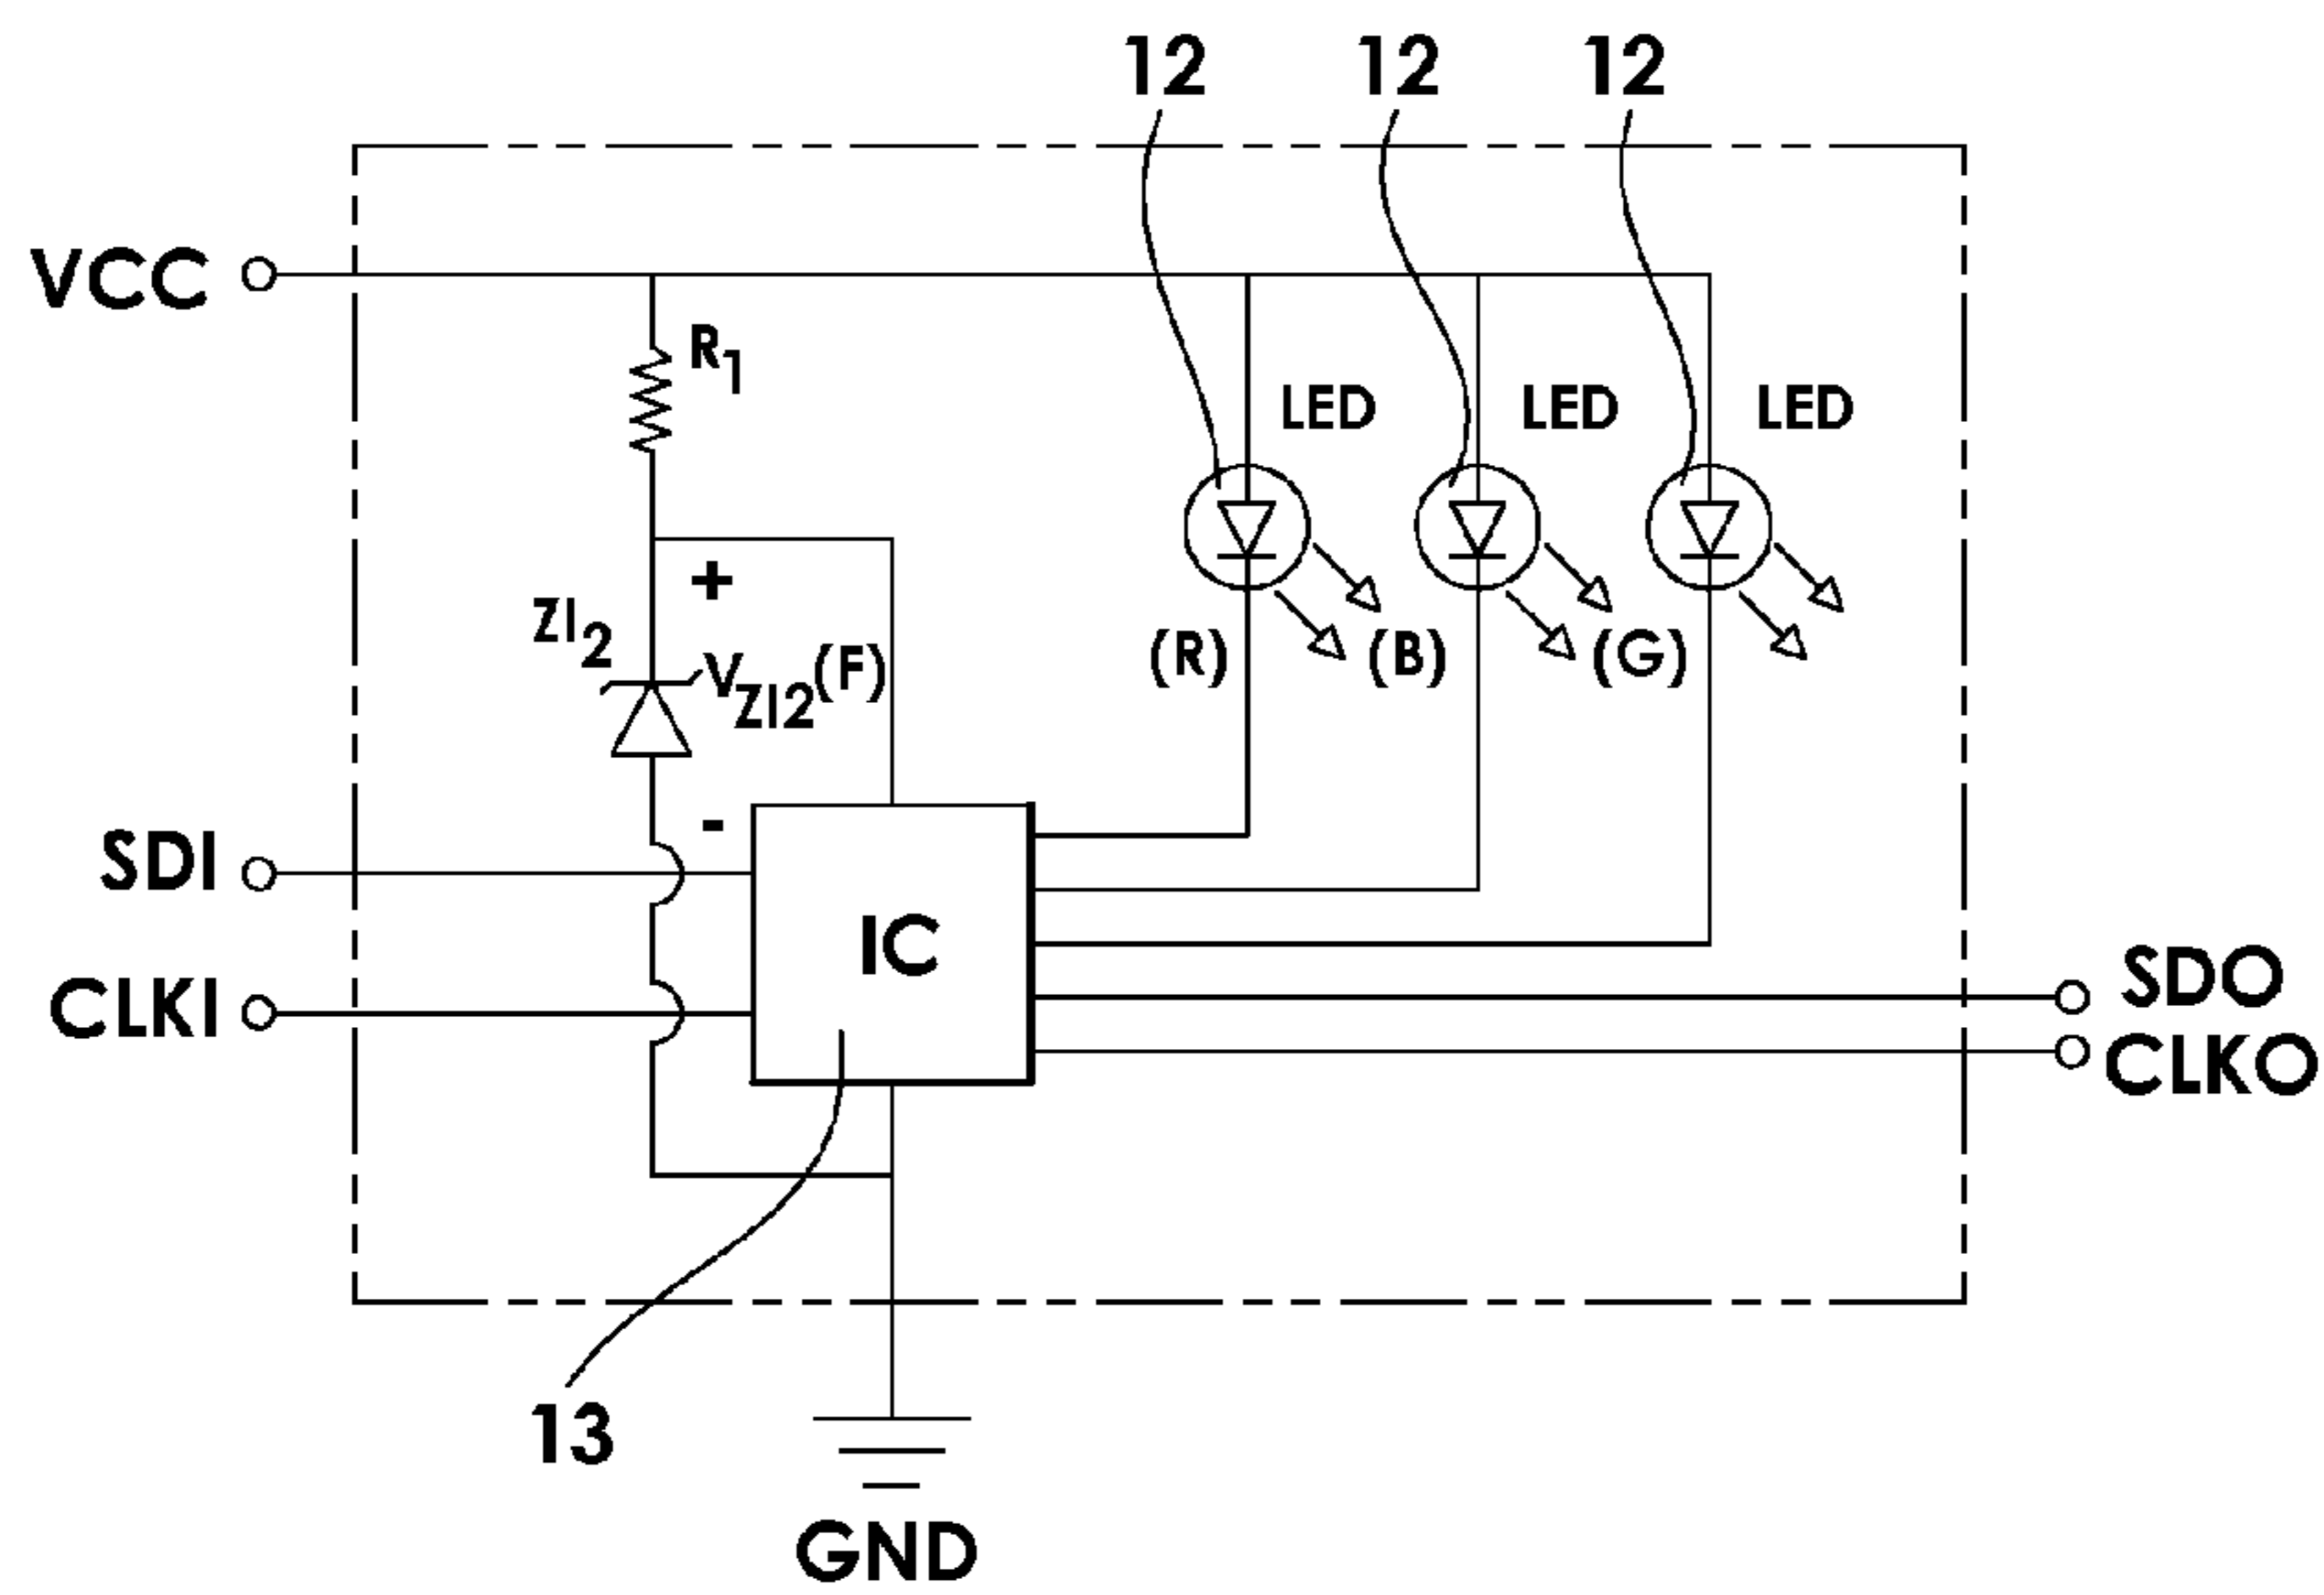 12 12 12
VCC
R1
LED LED LED
+
ZI2
VZI2(F)
(R) (B) (G)
-
SDI
IC
SDO
CLKI
CLKO
13
GND